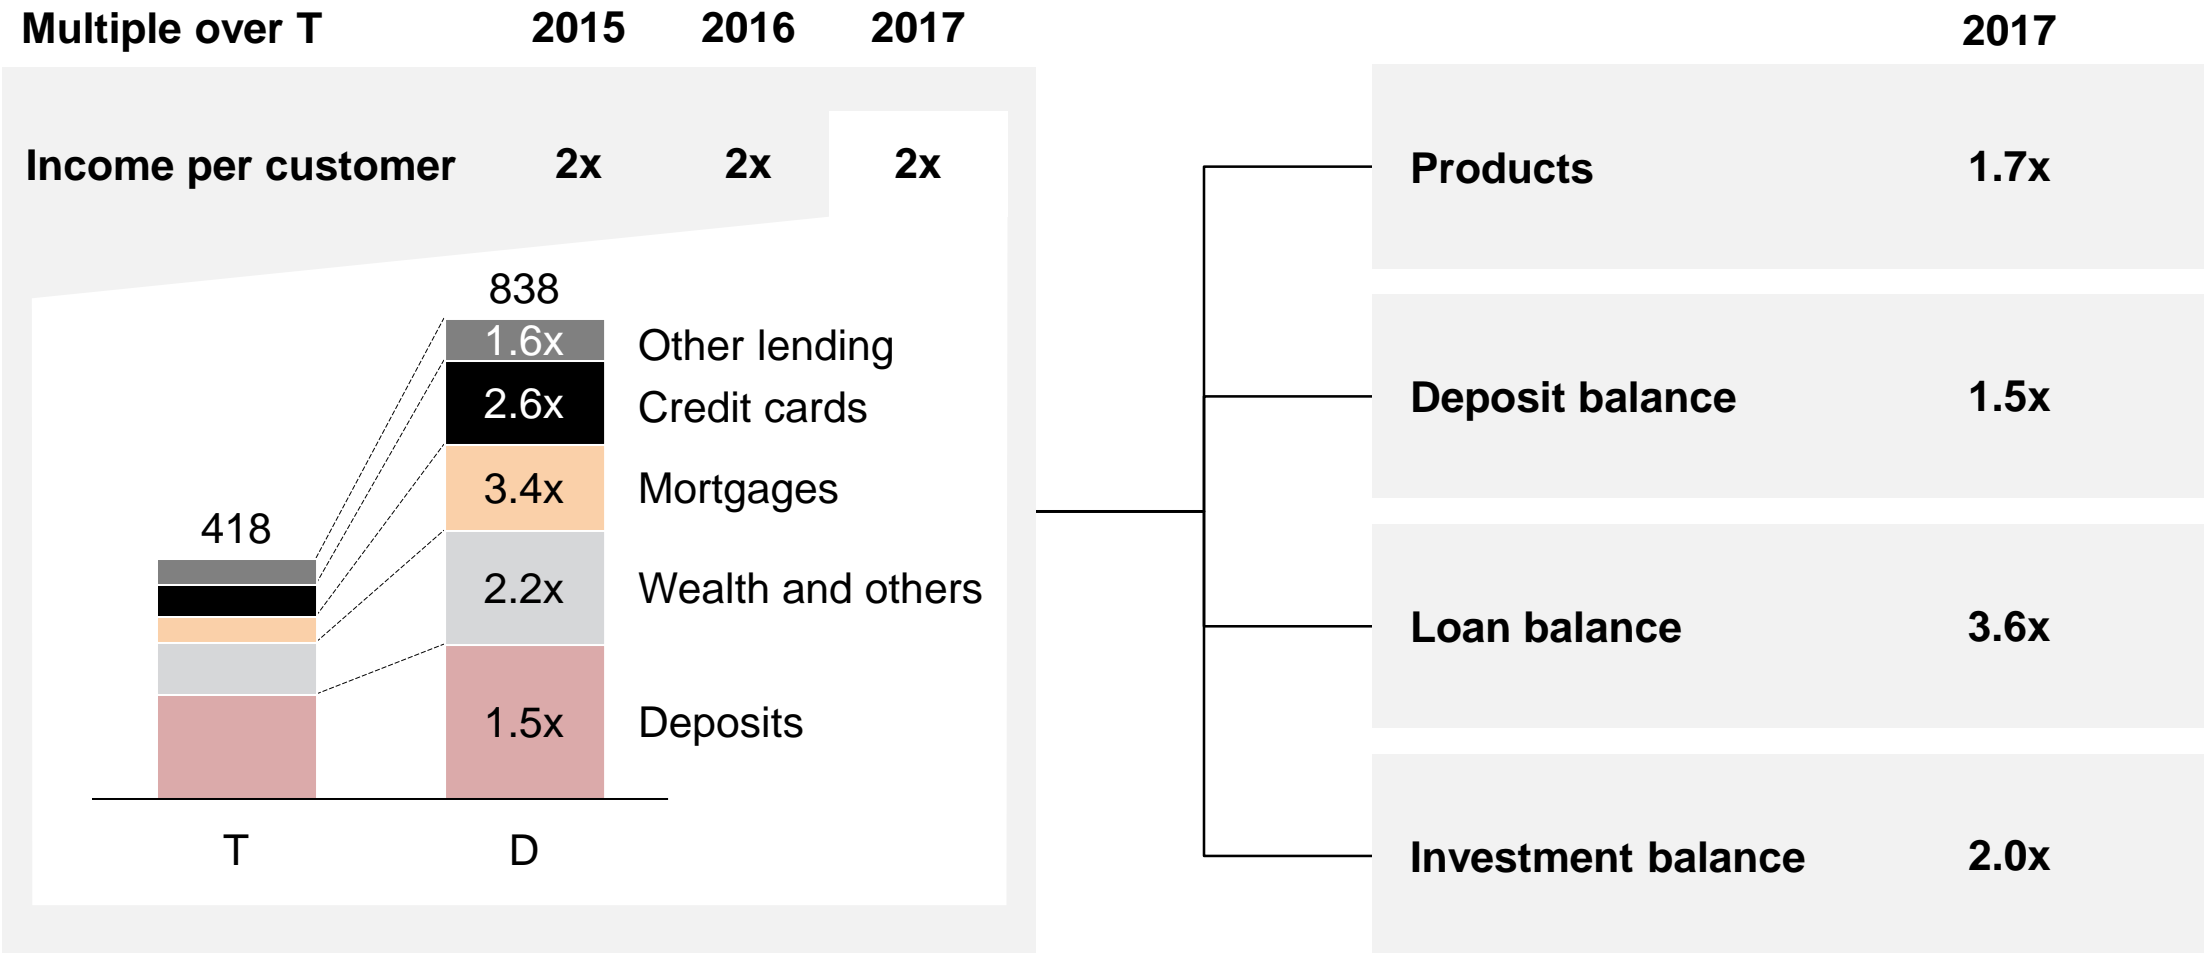 Multiple over T 2015 2016 2017
Income per customer 2x 2x 2x
838
1.6x Other lending
2.6x Credit cards
3.4x Mortgages
418
2.2x Wealth and others
1.5x Deposits
T D
2017
Products 1.7x
Deposit balance 1.5x
Loan balance 3.6x
Investment balance 2.0x